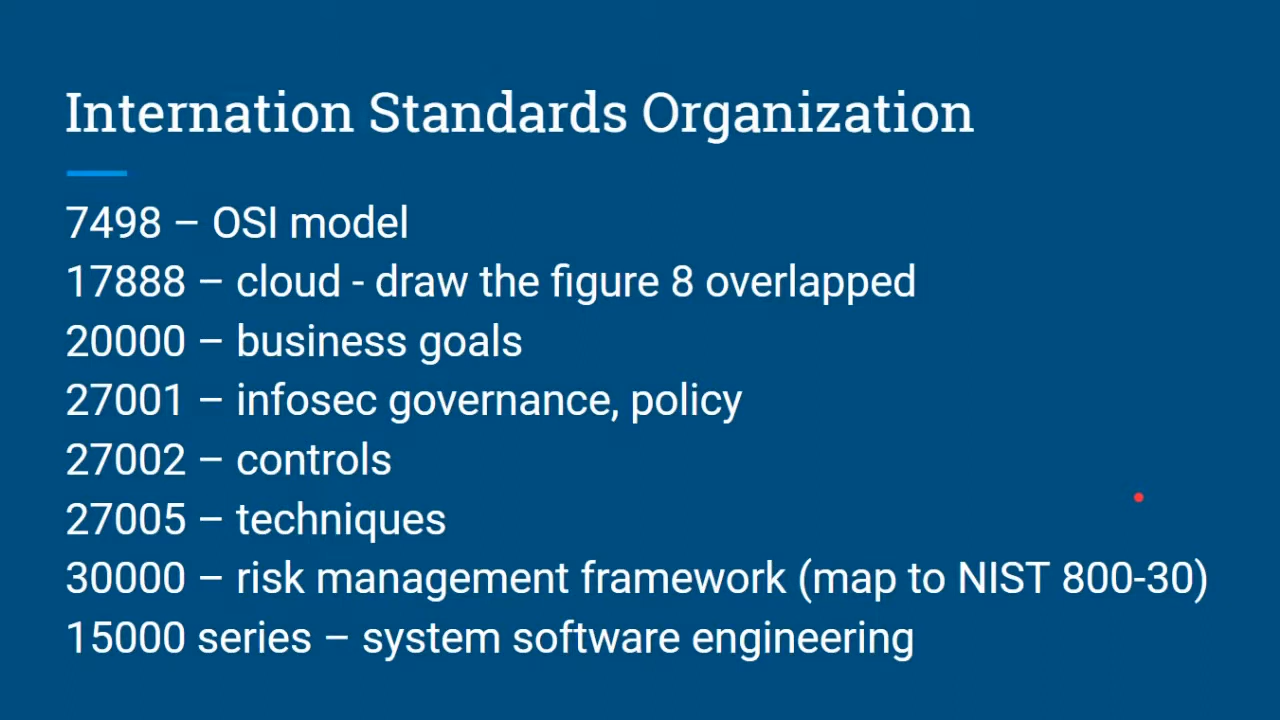 Internation Standards Organization
7498 – OSI model
17888 – cloud - draw the figure 8 overlapped
20000 – business goals
27001 – infosec governance, policy
27002 – controls
27005 – techniques
30000 – risk management framework (map to NIST 800-30)
15000 series – system software engineering